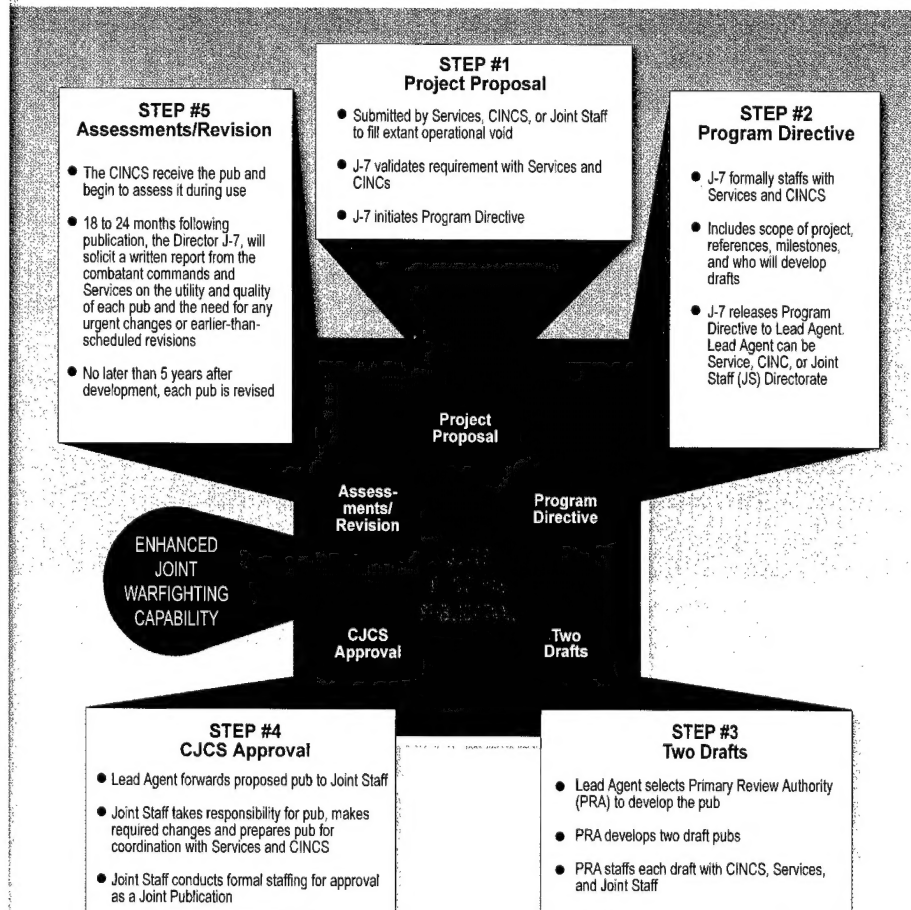 STEP #1
Project Proposal
● Submitted by Services, CINCS, or Joint Staff
to fill extant operational void
● J-7 validates requirement with Services and
CINCs
● J-7 initiates Program Directive
STEP #2
Program Directive
● J-7 formally staffs with
Services and CINCS
● Includes scope of project,
references, milestones,
and who will develop
drafts
● J-7 releases Program
Directive to Lead Agent.
Lead Agent can be
Service, CINC, or Joint
Staff (JS) Directorate
STEP #3
Two Drafts
● Lead Agent selects Primary Review Authority
(PRA) to develop the pub
● PRA develops two draft pubs
● PRA staffs each draft with CINCS, Services,
and Joint Staff
STEP #4
CJCS Approval
● Lead Agent forwards proposed pub to Joint Staff
● Joint Staff takes responsibility for pub, makes
required changes and prepares pub for
coordination with Services and CINCS
● Joint Staff conducts formal staffing for approval
as a Joint Publication
STEP #5
Assessments/Revision
● The CINCS receive the pub and
begin to assess it during use
● 18 to 24 months following
publication, the Director J-7, will
solicit a written report from the
combatant commands and
Services on the utility and quality
of each pub and the need for any
urgent changes or earlier-than-
scheduled revisions
● No later than 5 years after
development, each pub is revised
Project
Proposal
Program
Directive
Two
Drafts
CJCS
Approval
Assess-
ments/
Revision
ENHANCED
JOINT
WARFIGHTING
CAPABILITY